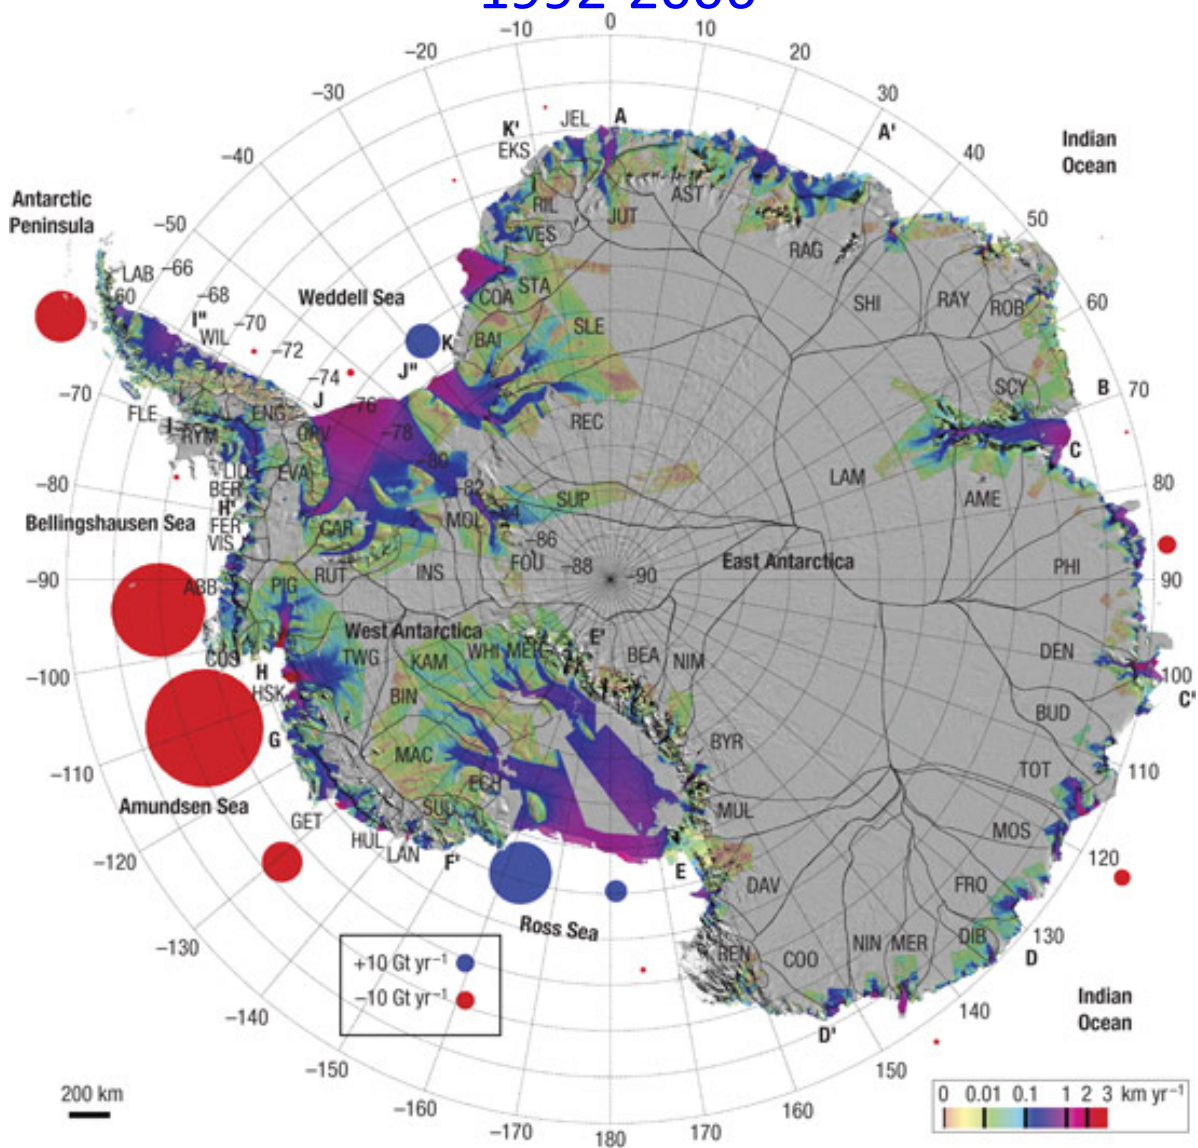 1992-2006
-10 0 10
-20 20
-30 30
-40 40
-50 50
60
-70 70
-80 80
-90 90
-100 100
-110 110
-120 120
-130 130
-140 140
-150 150
-160 160
-170 180 170
Indian
Ocean
Antarctic
Peninsula
Weddell Sea
Bellingshausen Sea
West Antarctica
East Antarctica
Amundsen Sea
Ross Sea
Indian
Ocean
K' JEL A A'
EKS
RIL JUT AST
VES RAG
COA STA
BAI SLE
SHI RAY ROB
SCY B
LAB -66
60 -68
I" WIL -70
-72
-74
J -76
-78
-80
-82
-84
-86
-88 -90
J" K
REC
FLE ENG
I RYM ORV
EVA
LID
BER
H'
FER
VIS
CAR
MOL SUP
LAM AME C
RUT INS FOU
ABB PIG
PHI
COS TWG KAM WHI MER E' BEA NIM
DEN
H
HSK BIN
C"
BUD
G MAC BYR
ECH TOT
SUL MUL
GET MOS
HUL
LAN F' E
DAV FRO
REN COO NIN MER DIB D
D'
+10 Gt yr⁻¹
−10 Gt yr⁻¹
200 km
0 0.01 0.1 1 2 3 km yr⁻¹